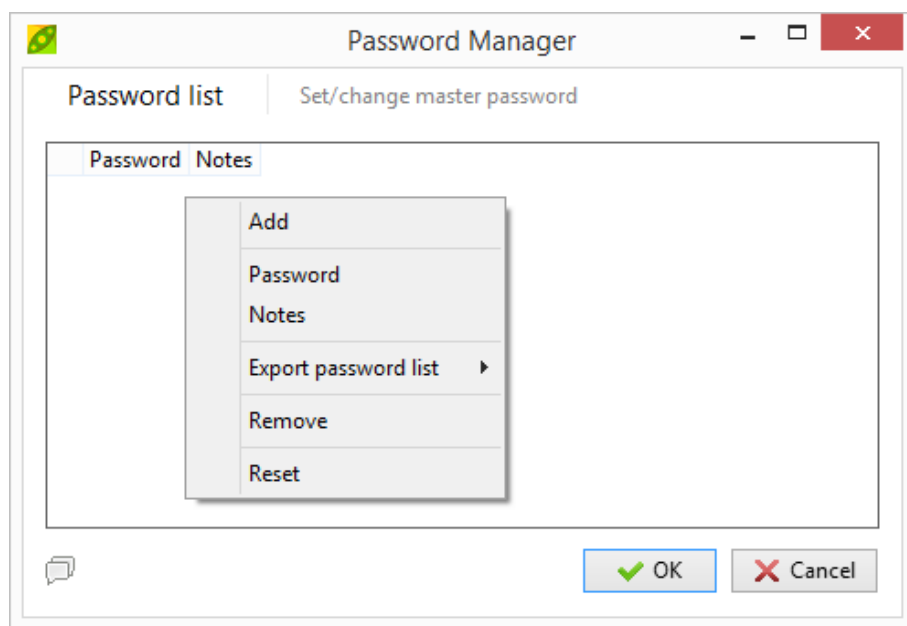 Password Manager
Password list Set/change master password
Password Notes
Add
Password
Notes
Export password list
Remove
Reset
OK Cancel